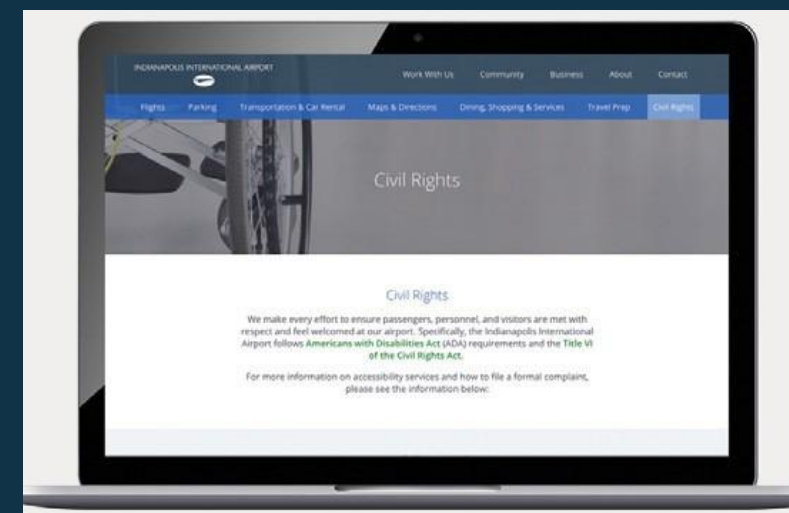 INDIANAPOLIS INTERNATIONAL AIRPORT
Work With Us Community Business About Contact
Flights Parking Transportation & Car Rental Maps & Directions Dining, Shopping & Services Travel Prep Civil Rights
Civil Rights
Civil Rights
We make every effort to ensure passengers, personnel, and visitors are met with
respect and feel welcomed at our airport. Specifically, the Indianapolis International
Airport follows Americans with Disabilities Act (ADA) requirements and the Title VI
of the Civil Rights Act.
For more information on accessibility services and how to file a formal complaint,
please see the information below: